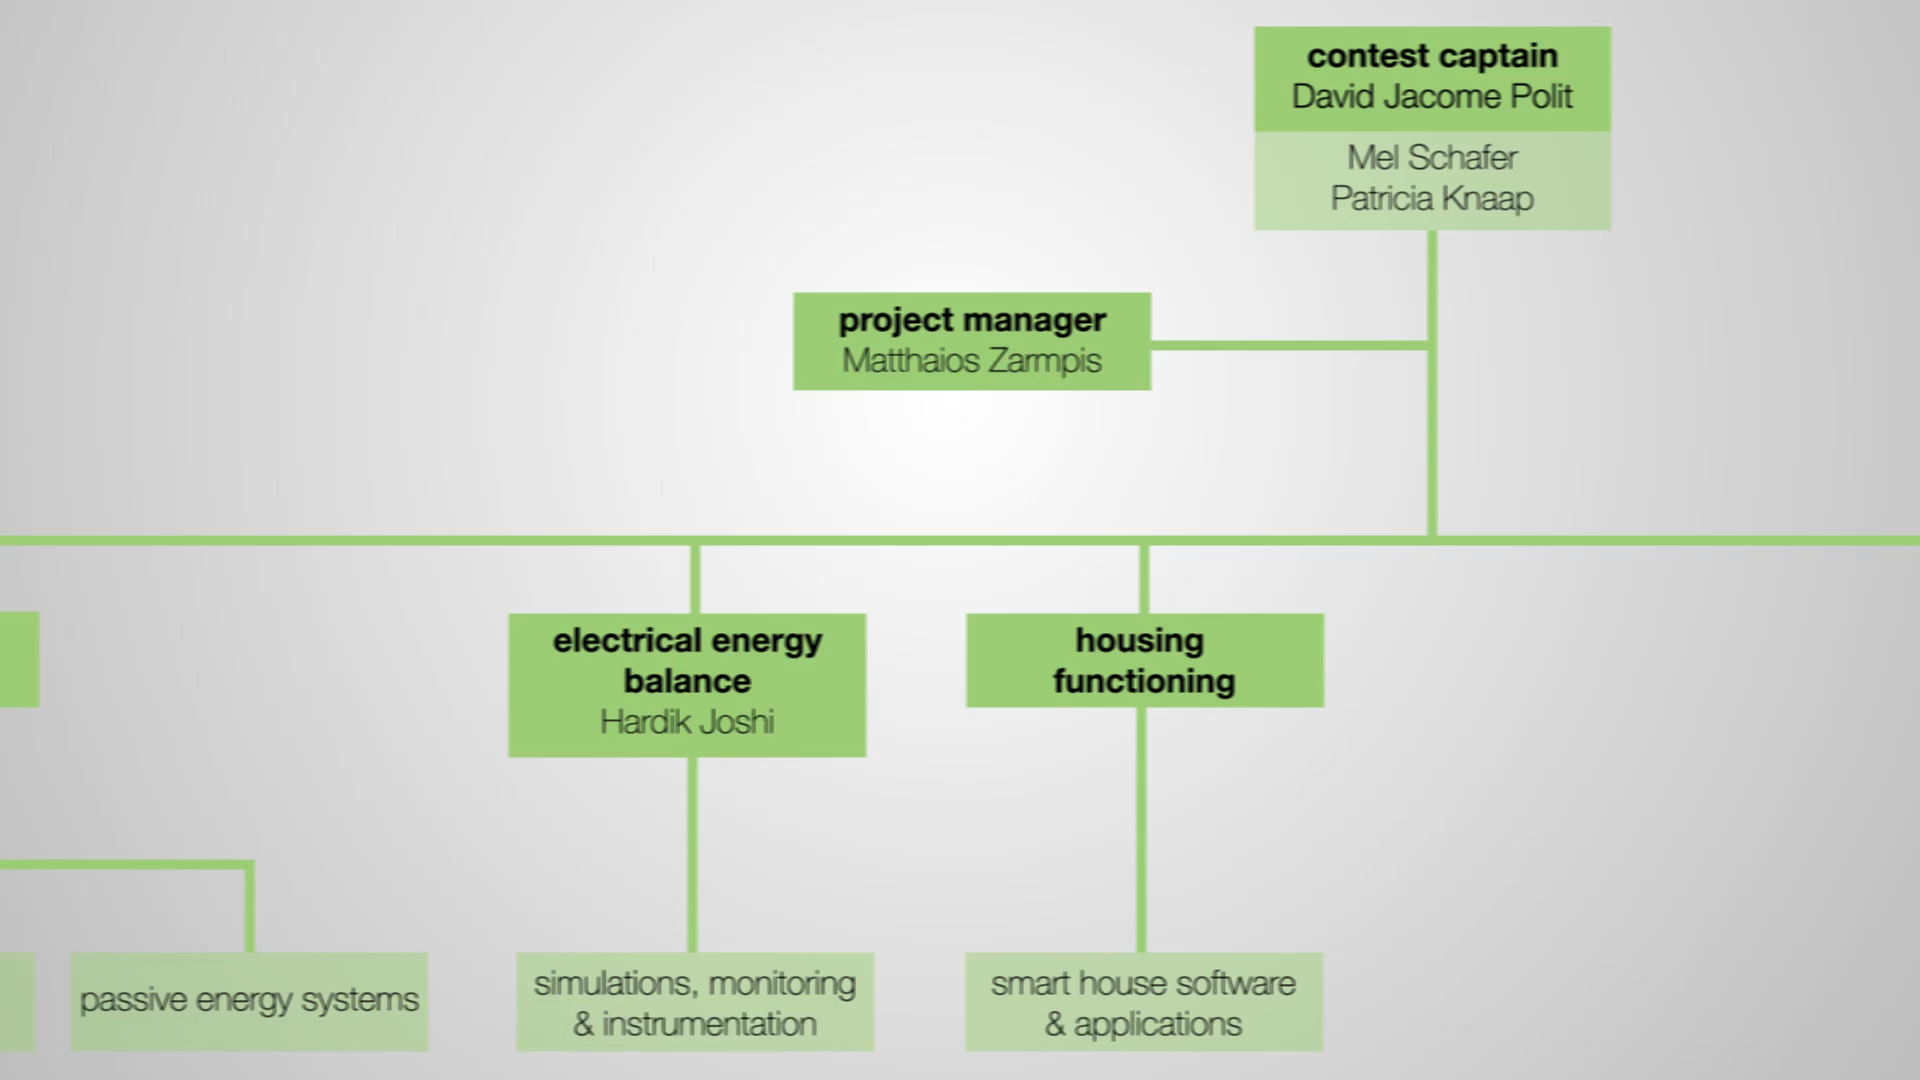 contest captain
David Jacome Polit
Mel Schafer
Patricia Knaap
project manager
Matthaios Zarmpis
electrical energy
balance
Hardik Joshi
housing
functioning
passive energy systems
simulations, monitoring
& instrumentation
smart house software
& applications